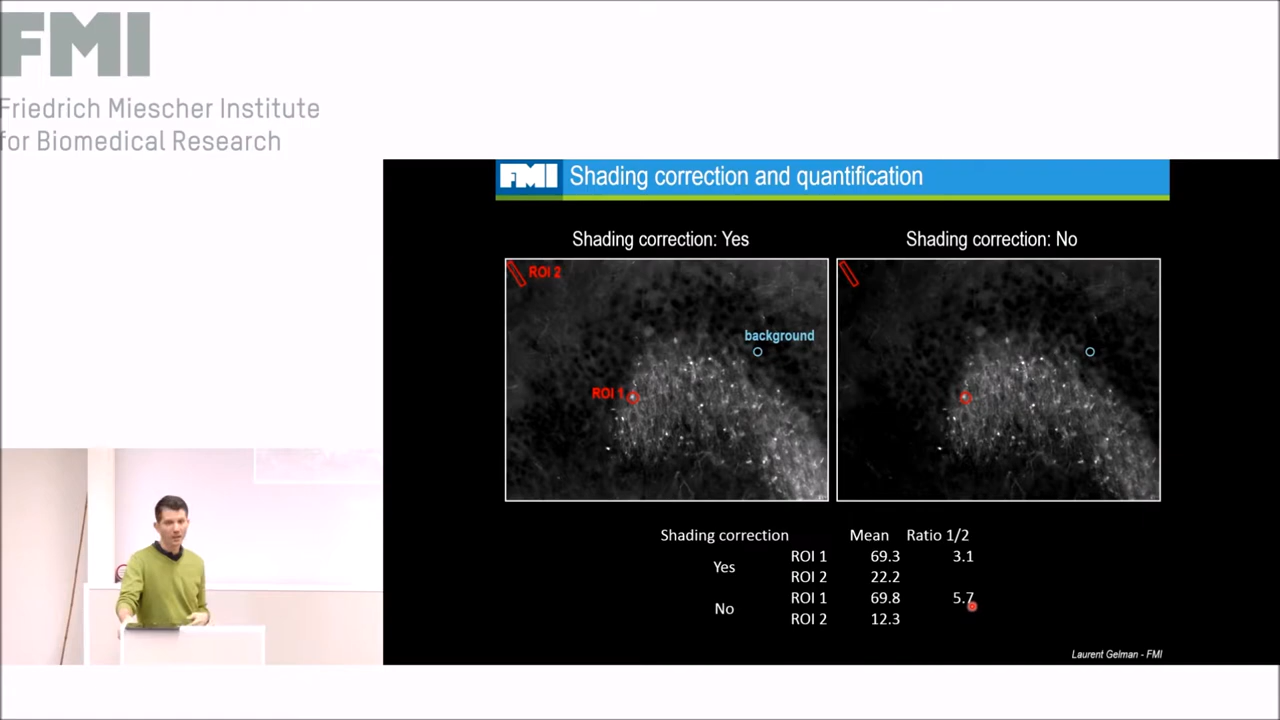 FMI
Friedrich Miescher Institute
for Biomedical Research
FMI Shading correction and quantification
Shading correction: Yes
Shading correction: No
ROI 2
background
ROI 1
Shading correction Mean Ratio 1/2
Yes ROI 1 69.3 3.1
ROI 2 22.2
No ROI 1 69.8 5.7
ROI 2 12.3
Laurent Gelman - FMI